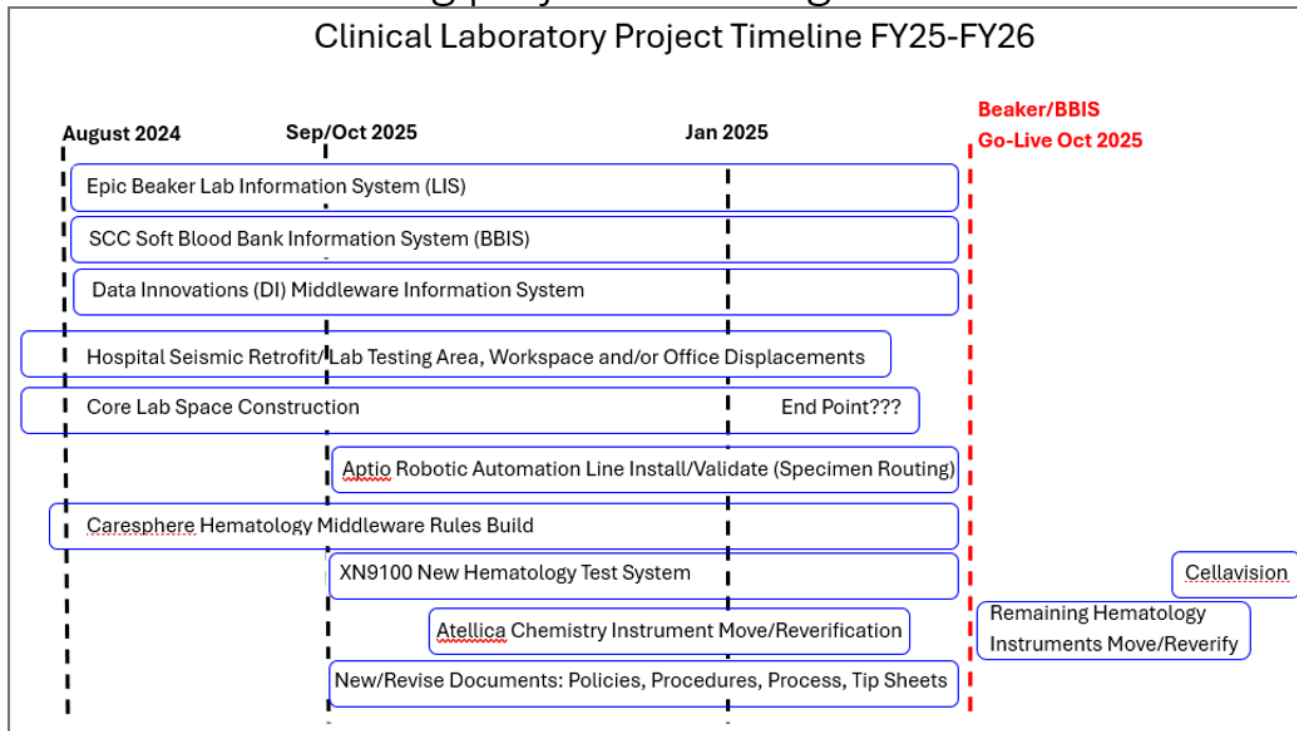 Clinical Laboratory Project Timeline FY25-FY26
August 2024
Sep/Oct 2025
Jan 2025
Beaker/BBIS
Go-Live Oct 2025
Epic Beaker Lab Information System (LIS)
SCC Soft Blood Bank Information System (BBIS)
Data Innovations (DI) Middleware Information System
Hospital Seismic Retrofit/ Lab Testing Area, Workspace and/or Office Displacements
Core Lab Space Construction
End Point???
Aptio Robotic Automation Line Install/Validate (Specimen Routing)
Caresphere Hematology Middleware Rules Build
XN9100 New Hematology Test System
Cellavision
Atellica Chemistry Instrument Move/Reverification
Remaining Hematology
Instruments Move/Reverify
New/Revise Documents: Policies, Procedures, Process, Tip Sheets